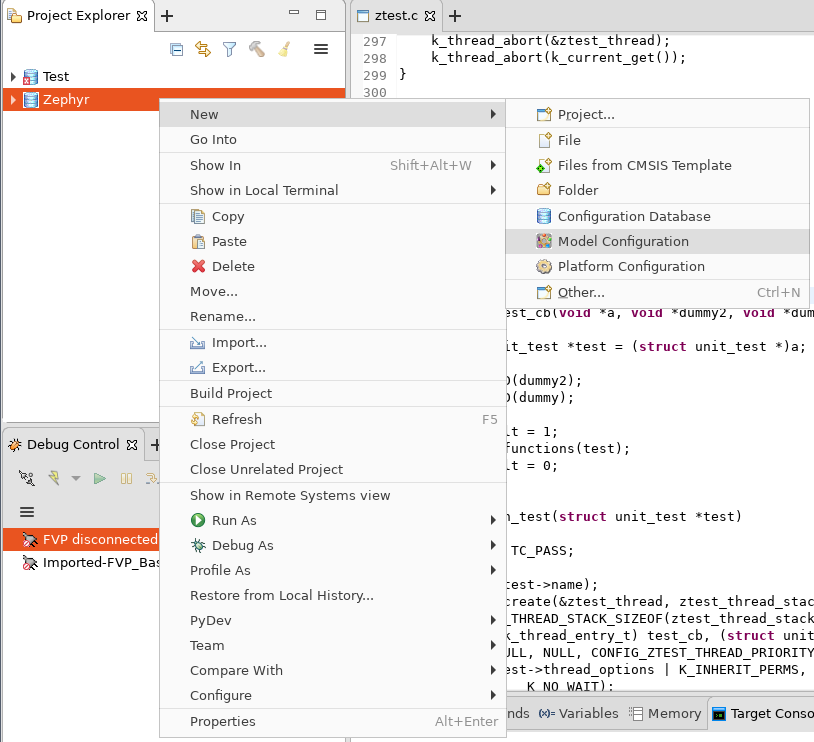 Project Explorer
ztest.c
297 k_thread_abort(&ztest_thread);
298 k_thread_abort(k_current_get());
299 }
300
Test
Zephyr
New
Go Into
Show In Shift+Alt+W
Show in Local Terminal
Copy
Paste
Delete
Move...
Rename...
Import...
Export...
Build Project
Refresh F5
Close Project
Close Unrelated Project
Show in Remote Systems view
Run As
Debug As
Profile As
Restore from Local History...
PyDev
Team
Compare With
Configure
Properties Alt+Enter
Project...
File
Files from CMSIS Template
Folder
Configuration Database
Model Configuration
Platform Configuration
Other... Ctrl+N
est_cb(void *a, void *dummy2, void *dum
it_test *test = (struct unit_test *)a;
D(dummy2);
D(dummy);
lt = 1;
functions(test);
lt = 0;
n_test(struct unit_test *test)
TC_PASS;
test->name);
create(&ztest_thread, ztest_thread_stac
_THREAD_STACK_SIZEOF(ztest_thread_stack
k_thread_entry_t) test_cb, (struct unit
ULL, NULL, CONFIG_ZTEST_THREAD_PRIORITY
est->thread_options | K_INHERIT_PERMS,
K_NO_WAIT);
Debug Control
FVP disconnected
Imported-FVP_Bas
nds
Variables
Memory
Target Conso